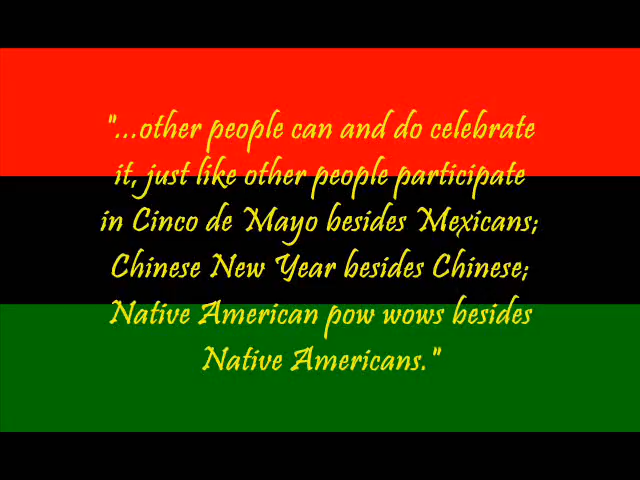 "...other people can and do celebrate
it, just like other people participate
in Cinco de Mayo besides Mexicans;
Chinese New Year besides Chinese;
Native American pow wows besides
Native Americans."